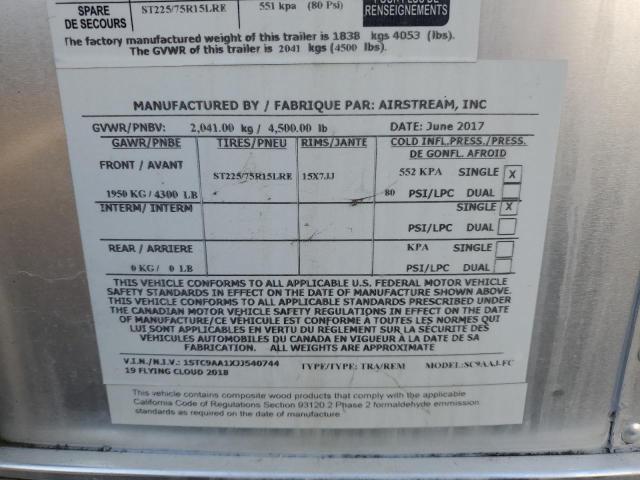 SPARE
DE SECOURS
ST225/75R15LRE
551 kpa (80 Psi)
RENSEIGNEMENTS
The factory manufactured weight of this trailer is 1838 kgs 4053 (lbs).
The GVWR of this trailer is 2041 kgs (4500 lbs).
MANUFACTURED BY / FABRIQUE PAR: AIRSTREAM, INC
GVWR/PNBV: 2,041.00 kg / 4,500.00 lb DATE: June 2017
GAWR/PNBE TIRES/PNEU RIMS/JANTE COLD INFL.PRESS./PRESS.
DE GONFL. AFROID
FRONT / AVANT ST225/75R15LRE 15X7.JJ 552 KPA SINGLE X
1950 KG / 4300 LB 80 PSI/LPC DUAL
INTERM/ INTERM SINGLE X
PSI/LPC DUAL
REAR / ARRIERE KPA SINGLE
0 KG / 0 LB PSI/LPC DUAL
THIS VEHICLE CONFORMS TO ALL APPLICABLE U.S. FEDERAL MOTOR VEHICLE
SAFETY STANDARDS IN EFFECT ON THE DATE OF MANUFACTURE SHOWN ABOVE.
THIS VEHICLE CONFORMS TO ALL APPLICABLE STANDARDS PRESCRIBED UNDER
THE CANADIAN MOTOR VEHICLE SAFETY REGULATIONS IN EFFECT ON THE
DATE OF MANUFACTURE/CE VÉHICLE EST CONFORME À TOUTES LES NORMES QUI
LUI SONT APPLICABLES EN VERTU DU RÈGLEMENT SUR LA SÉCURITÉ DES
VÉHICULES AUTOMOBILES DU CANADA EN VIGUEUR À LA DATE DE SA
FABRICATION. ALL WEIGHTS ARE APPROXIMATE
V.I.N./N.I.V.: 1STC9AA1XJJ540744 TYPE/TYPE: TRA/REM MODEL:SC9AAJ-FC
19 FLYING CLOUD 2018
This vehicle contains composite wood products that comply with the applicable
California Code of Regulations Section 93120.2 Phase 2 formaldehyde emmission
standards as required on the date of manufacture